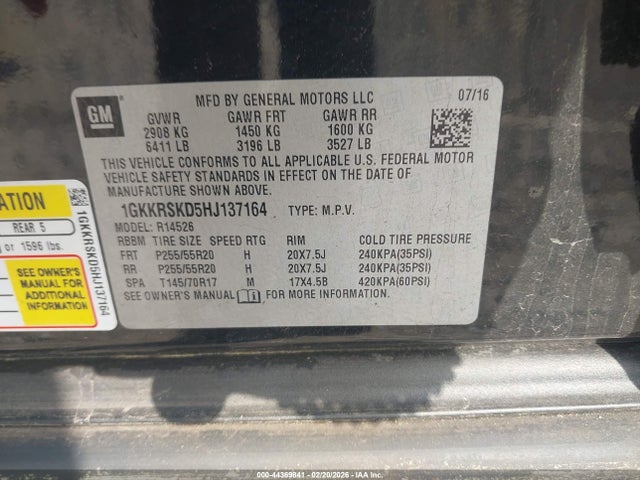 GM
MFD BY GENERAL MOTORS LLC 07/16
GVWR GAWR FRT GAWR RR
2908 KG 1450 KG 1600 KG
6411 LB 3196 LB 3527 LB
THIS VEHICLE CONFORMS TO ALL APPLICABLE U.S. FEDERAL MOTOR
VEHICLE SAFETY STANDARDS IN EFFECT ON THE DATE OF
MANUFACTURE SHOWN ABOVE.
1GKKRSKD5HJ137164 TYPE: M.P.V.
MODEL: R14526
RBBM TIRE SIZE SPEED RTG RIM COLD TIRE PRESSURE
FRT P255/55R20 H 20X7.5J 240KPA(35PSI)
RR P255/55R20 H 20X7.5J 240KPA(35PSI)
SPA T145/70R17 M 17X4.5B 420KPA(60PSI)
SEE OWNER'S MANUAL FOR MORE INFORMATION.
REAR 5
or 1596 lbs.
SEE OWNER'S
MANUAL FOR
ADDITIONAL
INFORMATION
1GKKRSKD5HJ137164
000-44369841 - 02/20/2026 - IAAI.COM